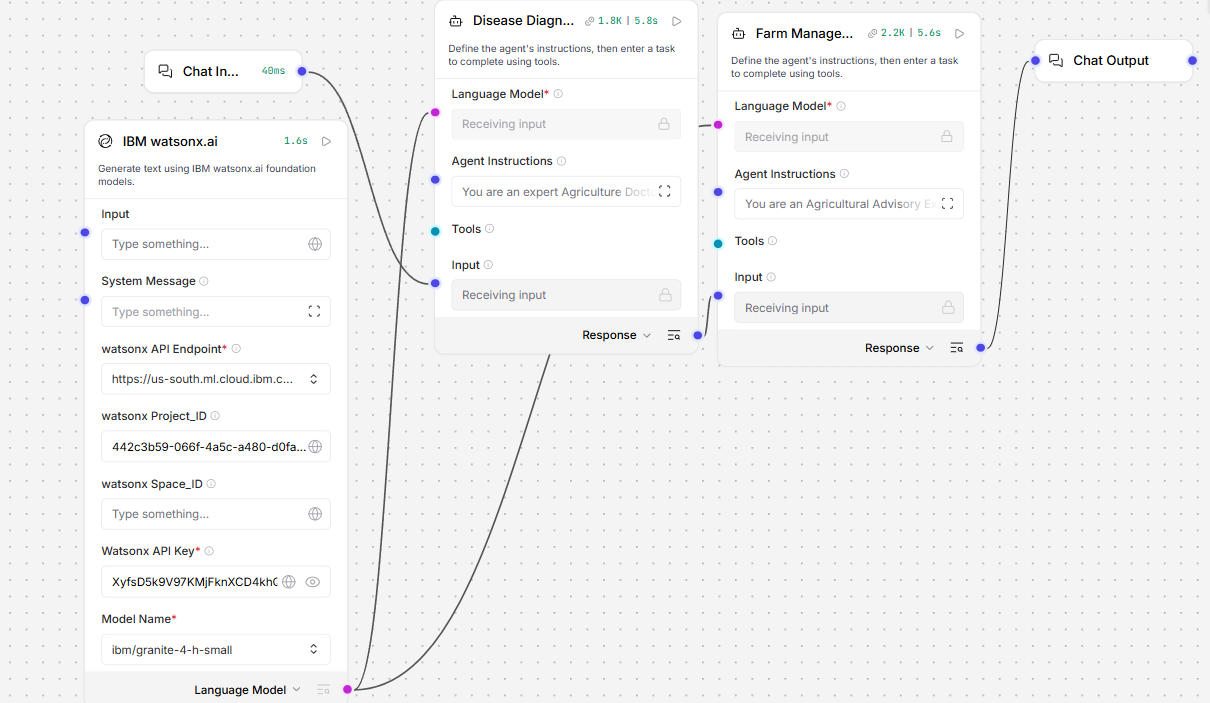 Chat In...
40ms
IBM watsonx.ai
1.6s
Generate text using IBM watsonx.ai foundation
models.
Input
Type something...
System Message
Type something...
watsonx API Endpoint*
https://us-south.ml.cloud.ibm.c...
watsonx Project_ID
442c3b59-066f-4a5c-a480-d0fa...
watsonx Space_ID
Type something...
Watsonx API Key*
XyfsD5k9V97KMjFknXCD4kh
Model Name*
ibm/granite-4-h-small
Language Model
Disease Diagn...
1.8K | 5.8s
Define the agent's instructions, then enter a task
to complete using tools.
Language Model*
Receiving input
Agent Instructions
You are an expert Agriculture Docto
Tools
Input
Receiving input
Response
Farm Manage...
2.2K | 5.6s
Define the agent's instructions, then enter a task
to complete using tools.
Language Model*
Receiving input
Agent Instructions
You are an Agricultural Advisory Ex
Tools
Input
Receiving input
Response
Chat Output